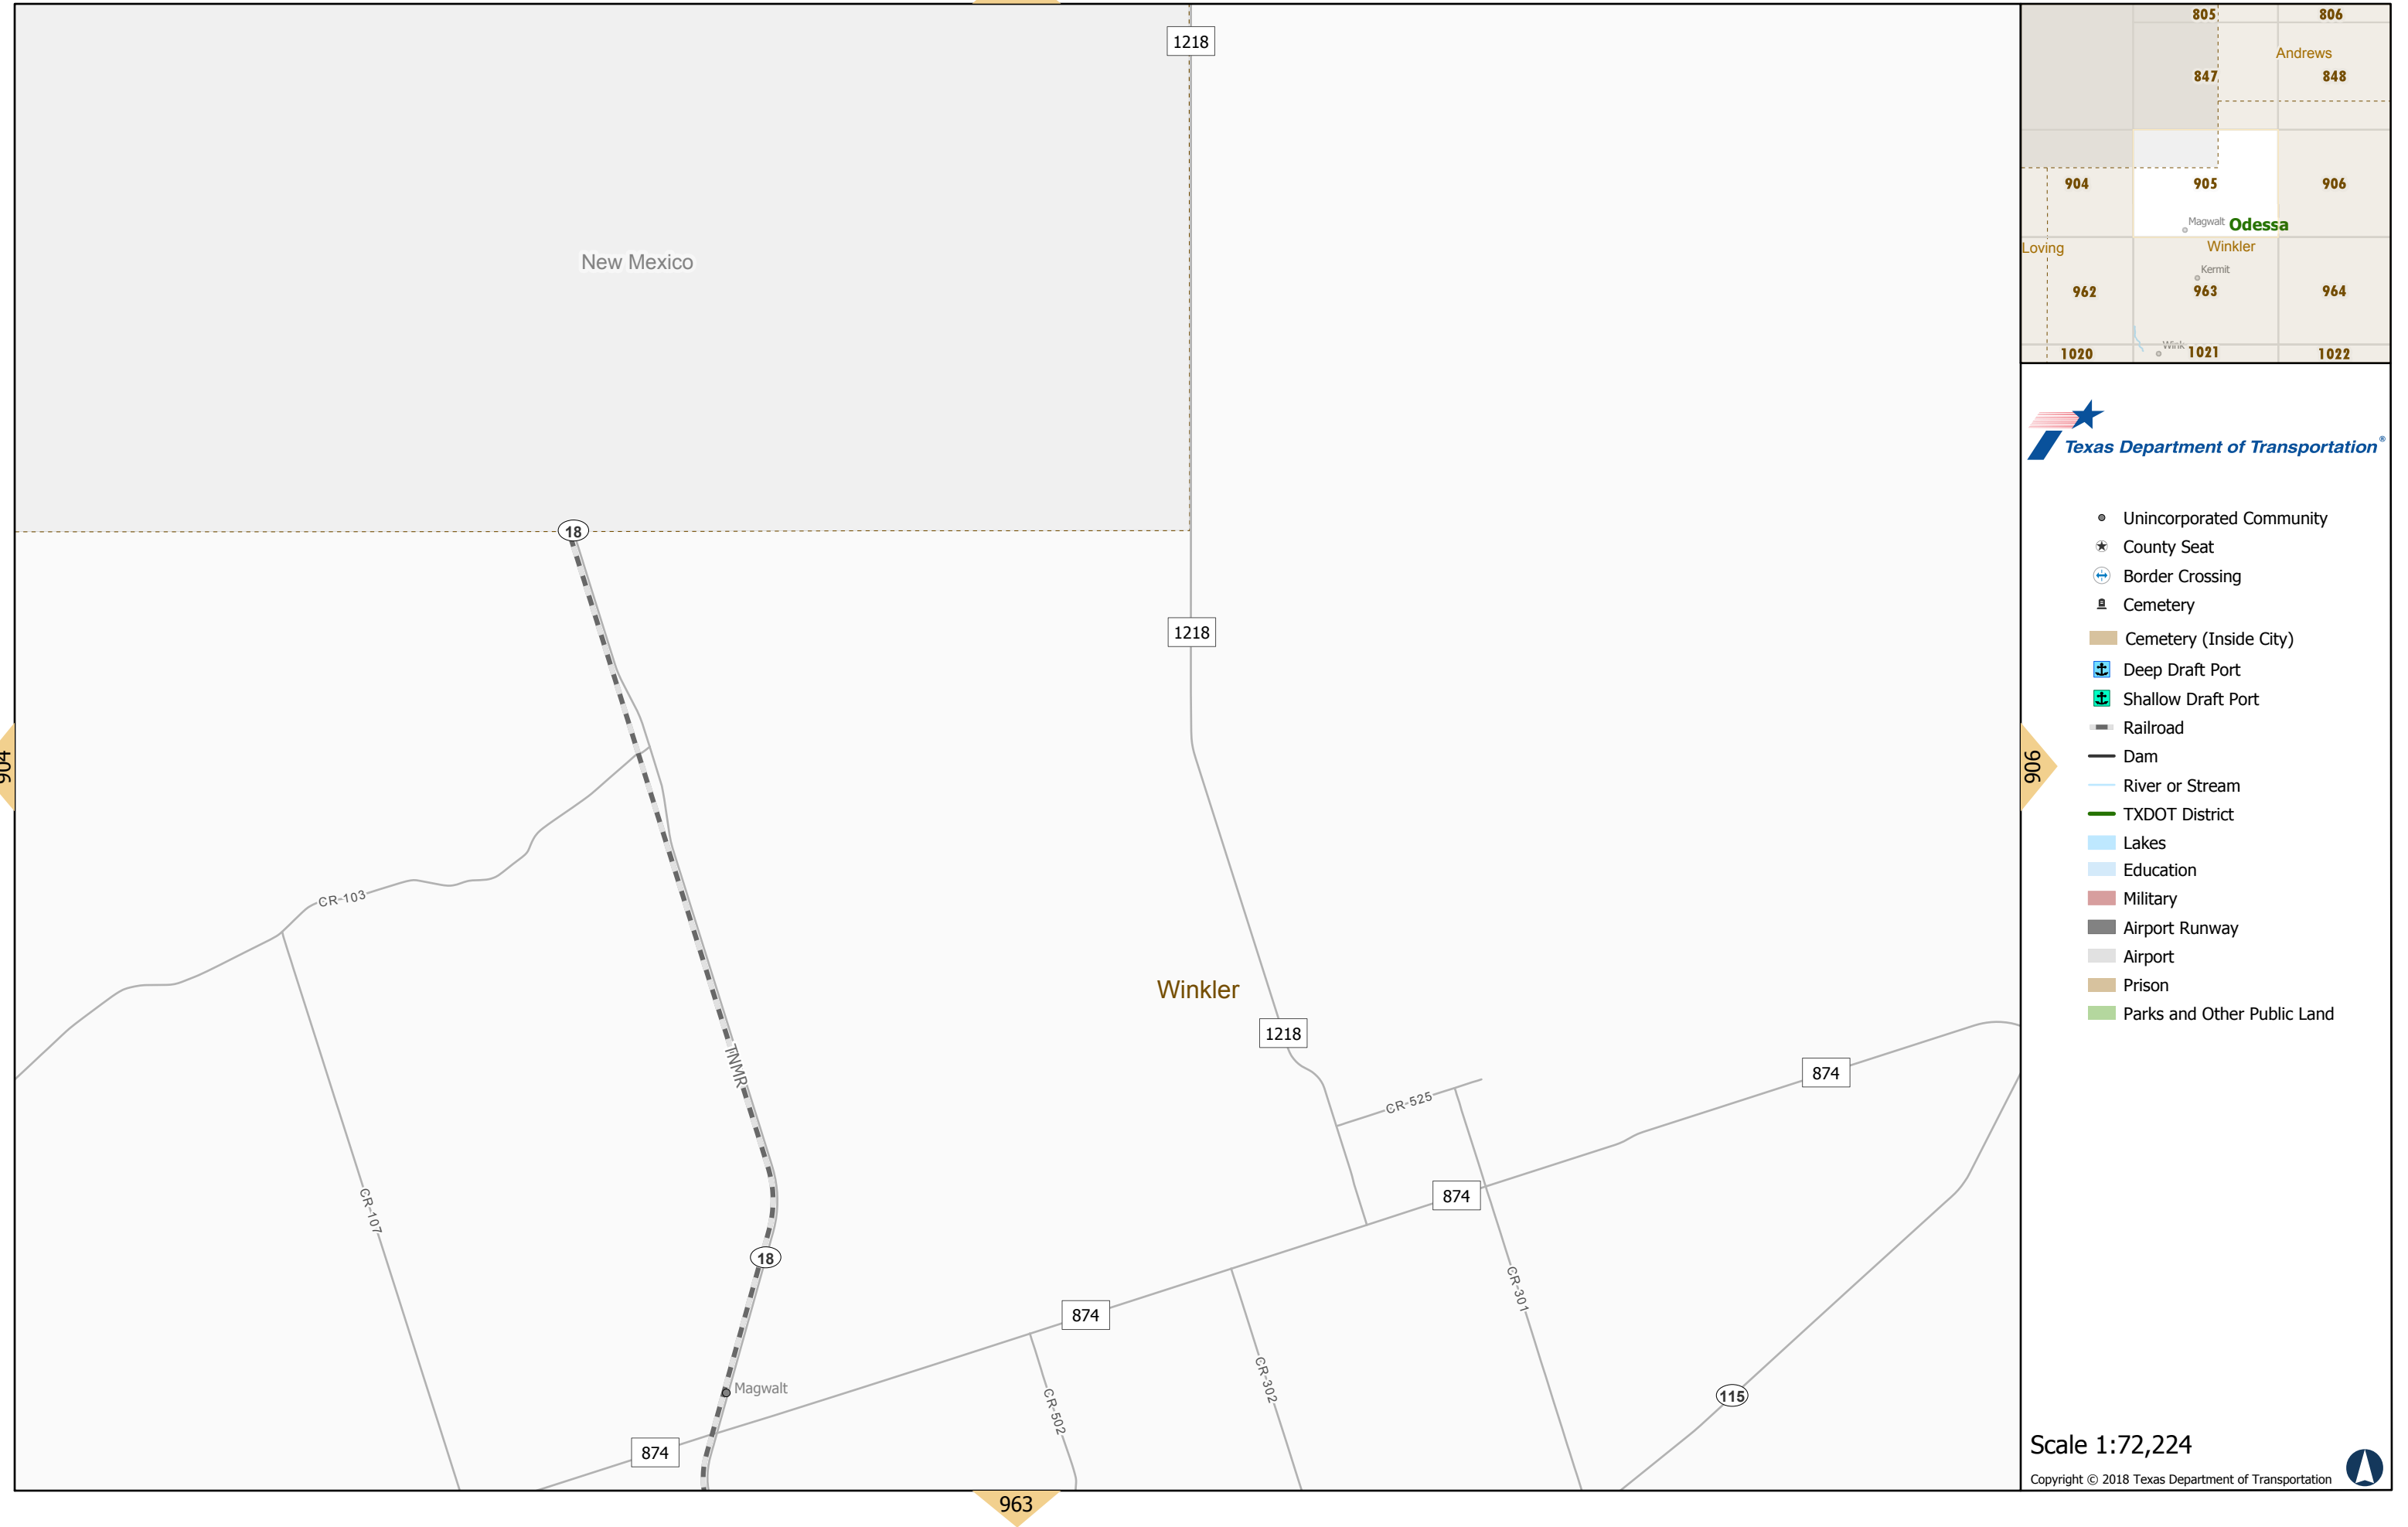 1218
New Mexico
18
1218
904
CR-103
Winkler
1218
TNMR
874
CR-525
CR-107
874
18
CR-301
874
CR-302
Magwalt
CR-502
115
874
963
906
805
806
Andrews
847
848
904
905
906
Magwalt
Odessa
Loving
Winkler
Kermit
962
963
964
Wink
1020
1021
1022
Texas Department of Transportation®
Unincorporated Community
County Seat
Border Crossing
Cemetery
Cemetery (Inside City)
Deep Draft Port
Shallow Draft Port
Railroad
Dam
River or Stream
TXDOT District
Lakes
Education
Military
Airport Runway
Airport
Prison
Parks and Other Public Land
Scale 1:72,224
Copyright © 2018 Texas Department of Transportation